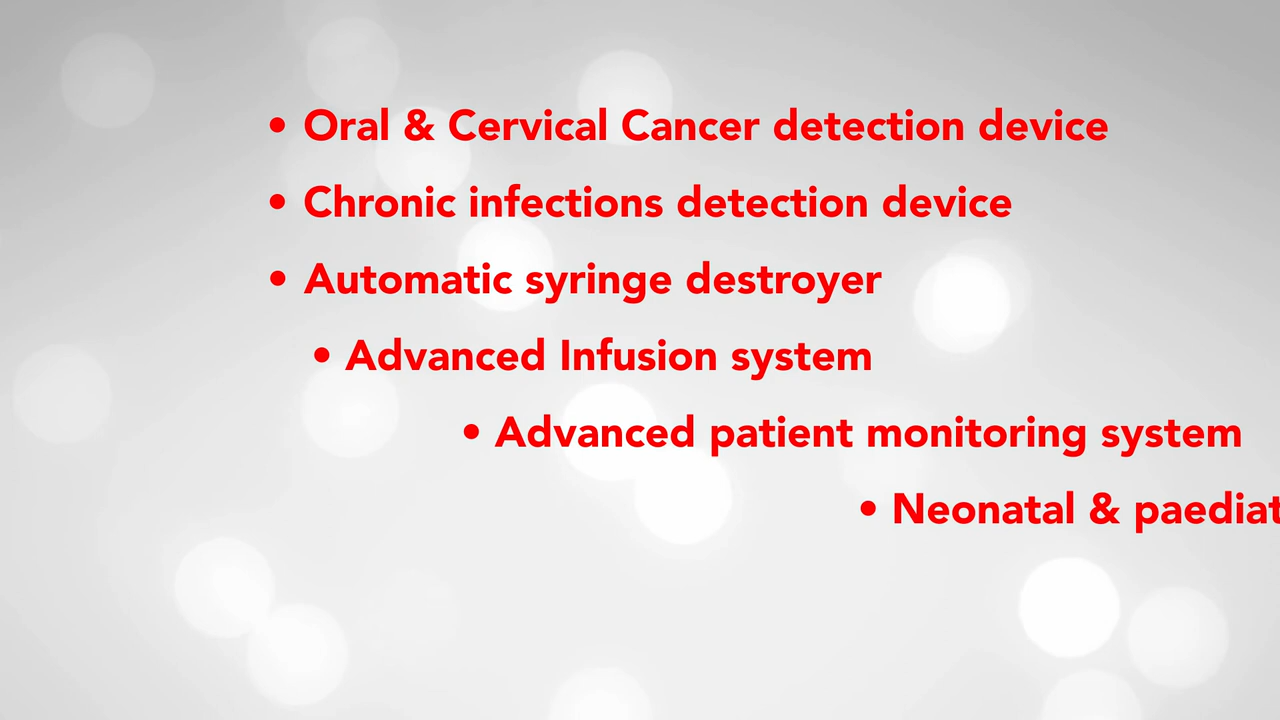 • Oral & Cervical Cancer detection device
• Chronic infections detection device
• Automatic syringe destroyer
• Advanced Infusion system
• Advanced patient monitoring system
• Neonatal & paediat